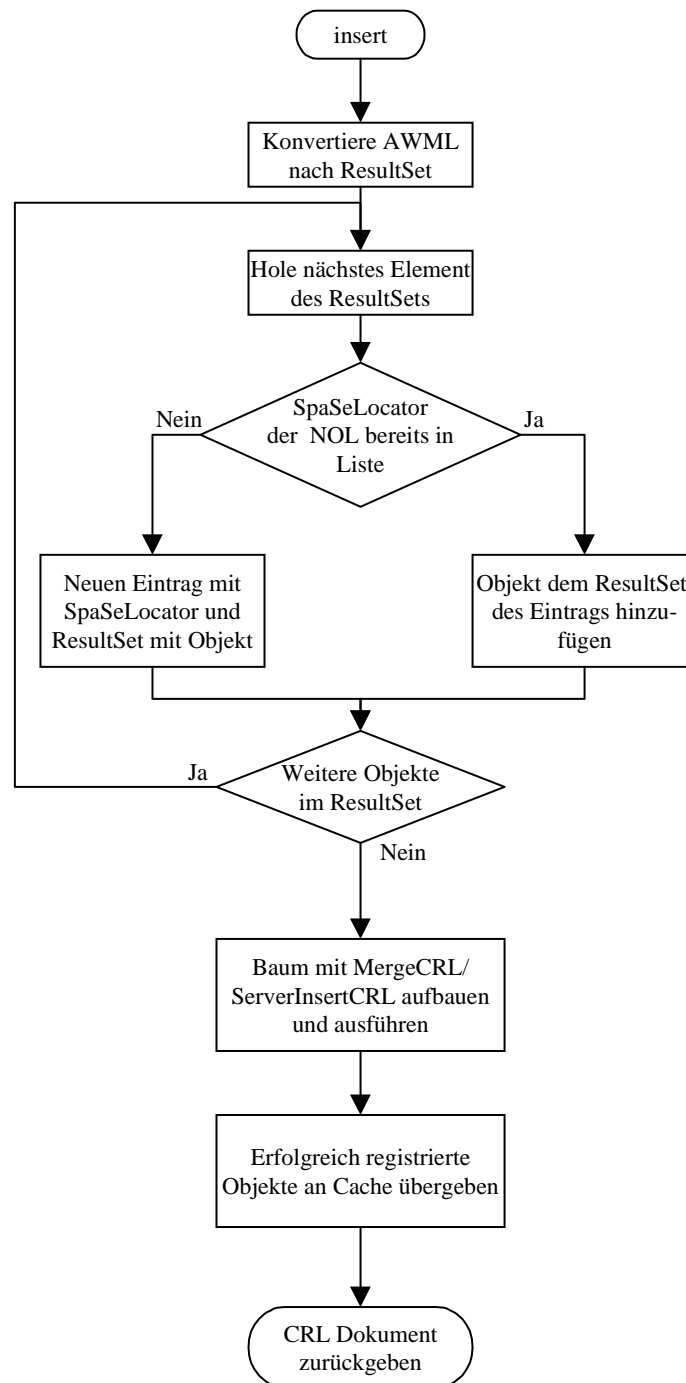 insert
Konvertiere AWML
nach ResultSet
Hole nächstes Element
des ResultSets
SpaSeLocator
der NOL bereits in
Liste
Nein
Ja
Neuen Eintrag mit
SpaSeLocator und
ResultSet mit Objekt
Objekt dem ResultSet
des Eintrags hinzu-
fügen
Ja
Weitere Objekte
im ResultSet
Nein
Baum mit MergeCRL/
ServerInsertCRL aufbauen
und ausführen
Erfolgreich registrierte
Objekte an Cache übergeben
CRL Dokument
zurückgeben